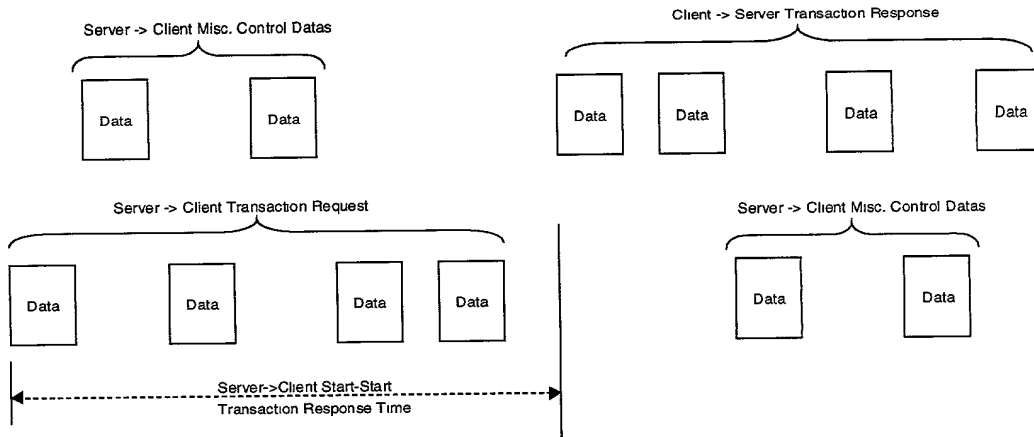 Server -> Client Misc. Control Datas
Client -> Server Transaction Response
Data Data Data Data Data Data
Server -> Client Transaction Request
Server -> Client Misc. Control Datas
Data Data Data Data Data Data
Server->Client Start-Start
Transaction Response Time